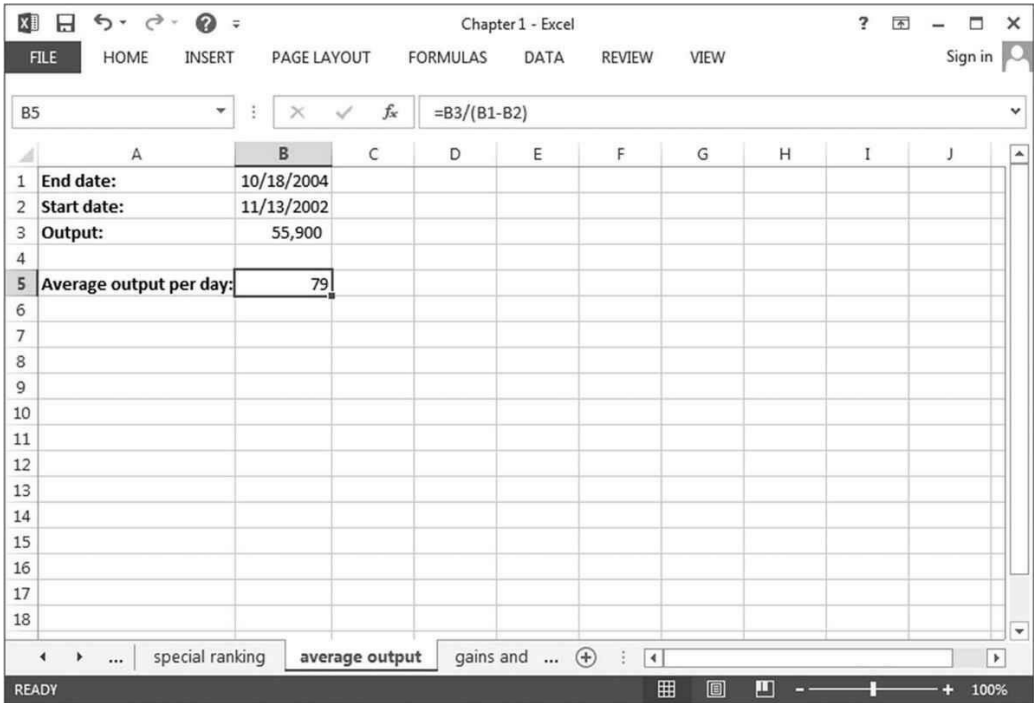 Chapter 1 - Excel
?
FILE HOME INSERT PAGE LAYOUT FORMULAS DATA REVIEW VIEW Sign in
B5 fx =B3/(B1-B2)
A B C D E F G H I J
1 End date: 10/18/2004
2 Start date: 11/13/2002
3 Output: 55,900
4
5 Average output per day: 79
6
7
8
9
10
11
12
13
14
15
16
17
18
... special ranking average output gains and ...
READY 100%